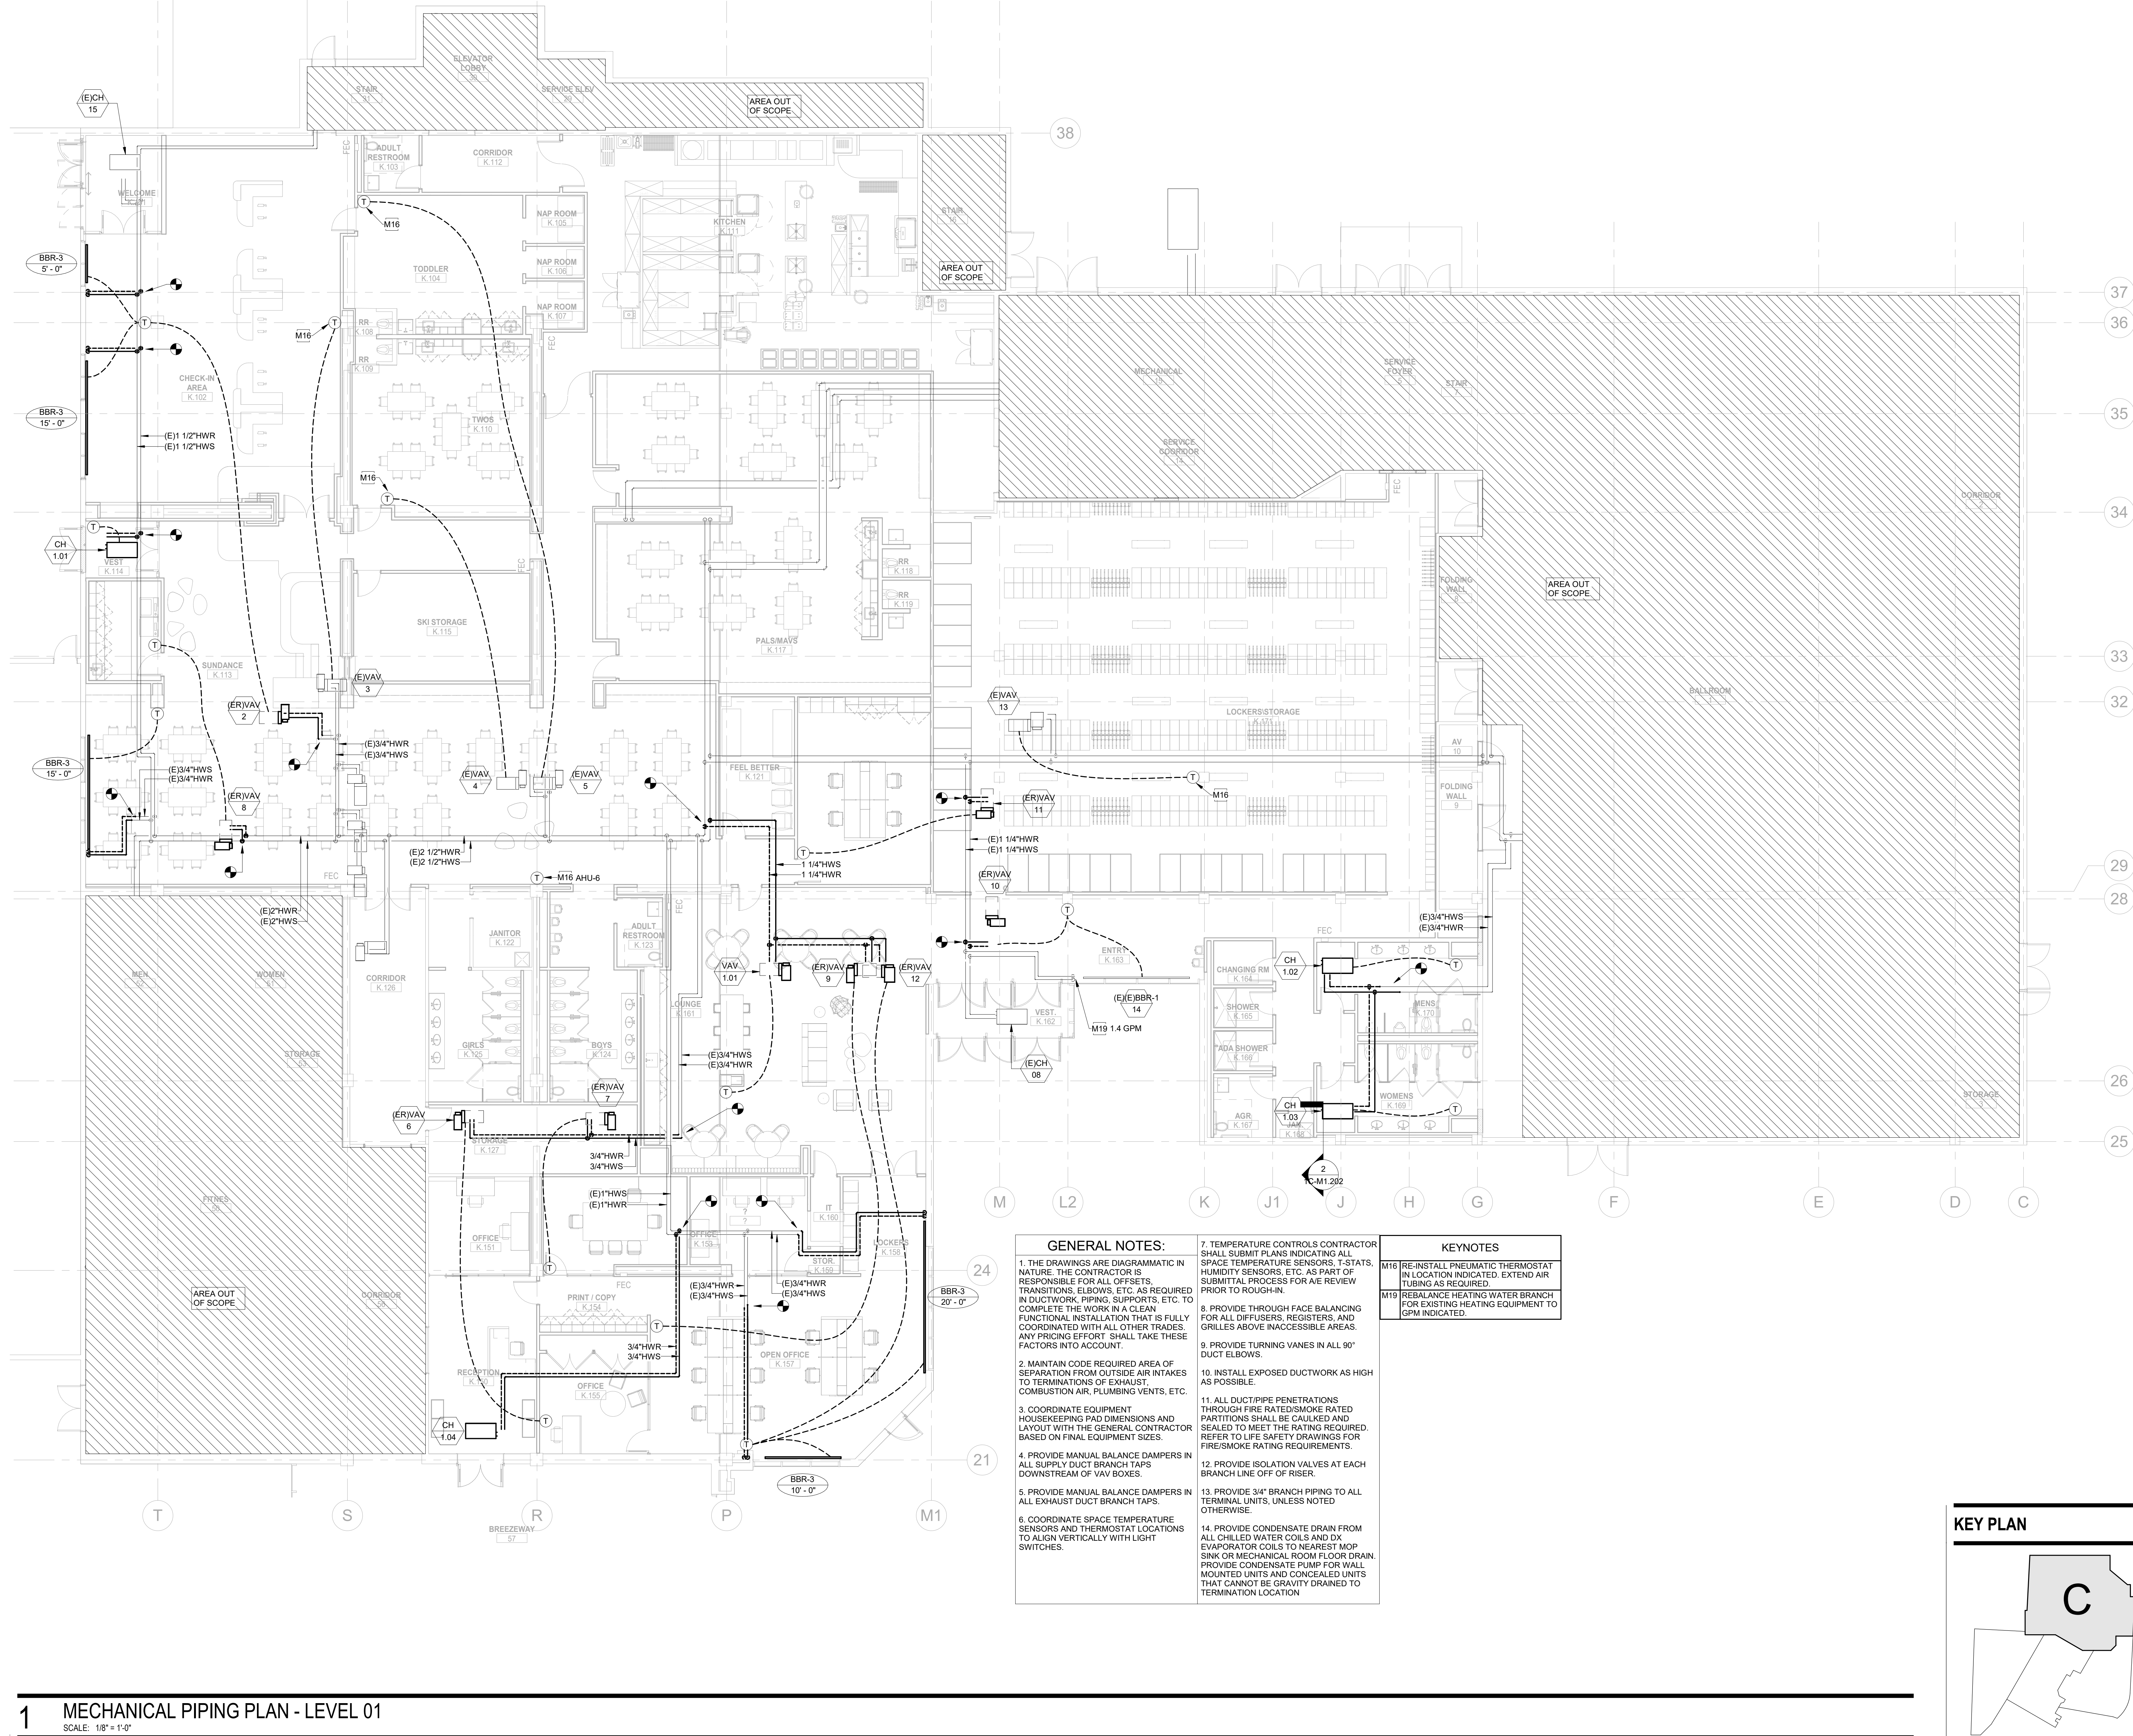 ELEVATOR
LOBBY
30
STAIR
31
SERVICE ELEV
29
AREA OUT
OF SCOPE
(E)CH
15
38
FEC
ADULT
RESTROOM
K.103
CORRIDOR
K.112
WELCOME
M16
NAP ROOM
K.105
KITCHEN
K.111
STAIR
16
BBR-3
5' - 0"
TODDLER
K.104
NAP ROOM
K.106
AREA OUT
OF SCOPE
37
NAP ROOM
K.107
36
M16
RR
K.108
FEC
RR
K.109
MECHANICAL
15
SERVICE
FOYER
STAIR
CHECK-IN
AREA
K.102
BBR-3
15' - 0"
35
TWOS
K.110
(E)1 1/2"HWR
(E)1 1/2"HWS
SERVICE
CORRIDOR
14
M16
FEC
CORRIDOR
34
CH
1.01
VEST
K.114
FEC
RR
K.118
FOLDING
WALL
8
AREA OUT
OF SCOPE
RR
K.119
SKI STORAGE
K.115
PALS/MAVS
K.117
33
SUNDANCE
K.113
(E)VAV
3
BALLROOM
(ER)VAV
2
(E)VAV
13
32
LOCKERS\STORAGE
K.171
(E)3/4"HWR
(E)3/4"HWS
AV
10
BBR-3
15' - 0"
(E)3/4"HWS
(E)3/4"HWR
(E)VAV
4
(E)VAV
5
FEEL BETTER
K.121
M16
(ER)VAV
8
(ER)VAV
11
FOLDING
WALL
9
(E)2 1/2"HWR
(E)2 1/2"HWS
(E)1 1/4"HWR
(E)1 1/4"HWS
1 1/4"HWS
1 1/4"HWR
29
FEC
M16 AHU-6
(ER)VAV
10
28
(E)2"HWR
(E)2"HWS
FEC
(E)3/4"HWS
(E)3/4"HWR
JANITOR
K.122
ADULT
RESTROOM
K.123
FEC
ENTRY
K.163
MEN
52
WOMEN
51
CORRIDOR
K.126
VAV
1.01
(ER)VAV
9
(ER)VAV
12
CHANGING RM
K.164
CH
1.02
LOUNGE
K.161
(E)(E)BBR-1
14
SHOWER
K.165
MENS
K.170
VEST.
K.162
M19 1.4 GPM
STORAGE
53
GIRLS
K.125
BOYS
K.124
(E)3/4"HWS
(E)3/4"HWR
ADA SHOWER
K.166
(E)CH
08
26
(ER)VAV
7
(ER)VAV
6
WOMENS
K.169
STORAGE
CH
1.03
AGR
K.167
JAN.
K.168
STORAGE
K.127
25
3/4"HWR
3/4"HWS
2
TC-M1.202
FITNES
(E)1"HWS
(E)1"HWR
?
?
IT
K.160
M
L2
K
J1
J
H
G
F
E
D
C
OFFICE
K.151
OFFICE
K.153
LOCKERS
K.158
STOR.
K.159
24
AREA OUT
OF SCOPE
CORRIDOR
FEC
(E)3/4"HWR
(E)3/4"HWS
(E)3/4"HWR
(E)3/4"HWS
BBR-3
20' - 0"
PRINT / COPY
K.154
3/4"HWR
3/4"HWS
OPEN OFFICE
K.157
RECEPTION
OFFICE
K.155
CH
1.04
21
BBR-3
10' - 0"
T
S
R
P
M1
BREEZEWAY
57
GENERAL NOTES:
1. THE DRAWINGS ARE DIAGRAMMATIC IN
NATURE. THE CONTRACTOR IS
RESPONSIBLE FOR ALL OFFSETS,
TRANSITIONS, ELBOWS, ETC. AS REQUIRED
IN DUCTWORK, PIPING, SUPPORTS, ETC. TO
COMPLETE THE WORK IN A CLEAN
FUNCTIONAL INSTALLATION THAT IS FULLY
COORDINATED WITH ALL OTHER TRADES.
ANY PRICING EFFORT SHALL TAKE THESE
FACTORS INTO ACCOUNT.
2. MAINTAIN CODE REQUIRED AREA OF
SEPARATION FROM OUTSIDE AIR INTAKES
TO TERMINATIONS OF EXHAUST,
COMBUSTION AIR, PLUMBING VENTS, ETC.
3. COORDINATE EQUIPMENT
HOUSEKEEPING PAD DIMENSIONS AND
LAYOUT WITH THE GENERAL CONTRACTOR
BASED ON FINAL EQUIPMENT SIZES.
4. PROVIDE MANUAL BALANCE DAMPERS IN
ALL SUPPLY DUCT BRANCH TAPS
DOWNSTREAM OF VAV BOXES.
5. PROVIDE MANUAL BALANCE DAMPERS IN
ALL EXHAUST DUCT BRANCH TAPS.
6. COORDINATE SPACE TEMPERATURE
SENSORS AND THERMOSTAT LOCATIONS
TO ALIGN VERTICALLY WITH LIGHT
SWITCHES.
7. TEMPERATURE CONTROLS CONTRACTOR
SHALL SUBMIT PLANS INDICATING ALL
SPACE TEMPERATURE SENSORS, T-STATS,
HUMIDITY SENSORS, ETC. AS PART OF
SUBMITTAL PROCESS FOR A/E REVIEW
PRIOR TO ROUGH-IN.
8. PROVIDE THROUGH FACE BALANCING
FOR ALL DIFFUSERS, REGISTERS, AND
GRILLES ABOVE INACCESSIBLE AREAS.
9. PROVIDE TURNING VANES IN ALL 90°
DUCT ELBOWS.
10. INSTALL EXPOSED DUCTWORK AS HIGH
AS POSSIBLE.
11. ALL DUCT/PIPE PENETRATIONS
THROUGH FIRE RATED/SMOKE RATED
PARTITIONS SHALL BE CAULKED AND
SEALED TO MEET THE RATING REQUIRED.
REFER TO LIFE SAFETY DRAWINGS FOR
FIRE/SMOKE RATING REQUIREMENTS.
12. PROVIDE ISOLATION VALVES AT EACH
BRANCH LINE OFF OF RISER.
13. PROVIDE 3/4" BRANCH PIPING TO ALL
TERMINAL UNITS, UNLESS NOTED
OTHERWISE.
14. PROVIDE CONDENSATE DRAIN FROM
ALL CHILLED WATER COILS AND DX
EVAPORATOR COILS TO NEAREST MOP
SINK OR MECHANICAL ROOM FLOOR DRAIN.
PROVIDE CONDENSATE PUMP FOR WALL
MOUNTED UNITS AND CONCEALED UNITS
THAT CANNOT BE GRAVITY DRAINED TO
TERMINATION LOCATION
KEYNOTES
M16 RE-INSTALL PNEUMATIC THERMOSTAT
IN LOCATION INDICATED. EXTEND AIR
TUBING AS REQUIRED.
M19 REBALANCE HEATING WATER BRANCH
FOR EXISTING HEATING EQUIPMENT TO
GPM INDICATED.
KEY PLAN
C
1 MECHANICAL PIPING PLAN - LEVEL 01
SCALE: 1/8" = 1'-0"